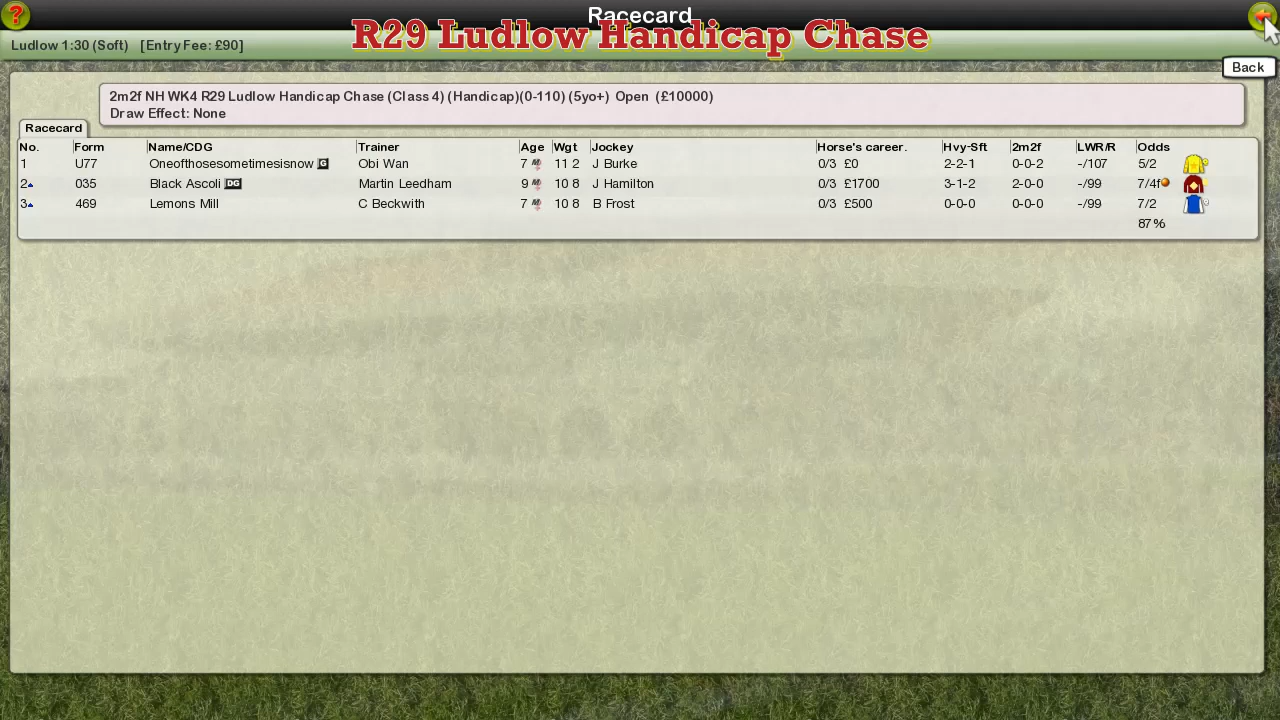 Racecard
R29 Ludlow Handicap Chase
Ludlow 1:30 (Soft) [Entry Fee: £90]
Back
2m2f NH WK4 R29 Ludlow Handicap Chase (Class 4) (Handicap)(0-110) (5yo+) Open (£10000)
Draw Effect: None
Racecard
No. Form Name/CDG Trainer Age Wgt Jockey Horse's career. Hvy-Sft 2m2f LWR/R Odds
1 U77 Oneofthosesometimesisnow G Obi Wan 7 11 2 J Burke 0/3 £0 2-2-1 0-0-2 -/107 5/2
2 035 Black Ascoli DG Martin Leedham 9 10 8 J Hamilton 0/3 £1700 3-1-2 2-0-0 -/99 7/4f
3 469 Lemons Mill C Beckwith 7 10 8 B Frost 0/3 £500 0-0-0 0-0-0 -/99 7/2
87%